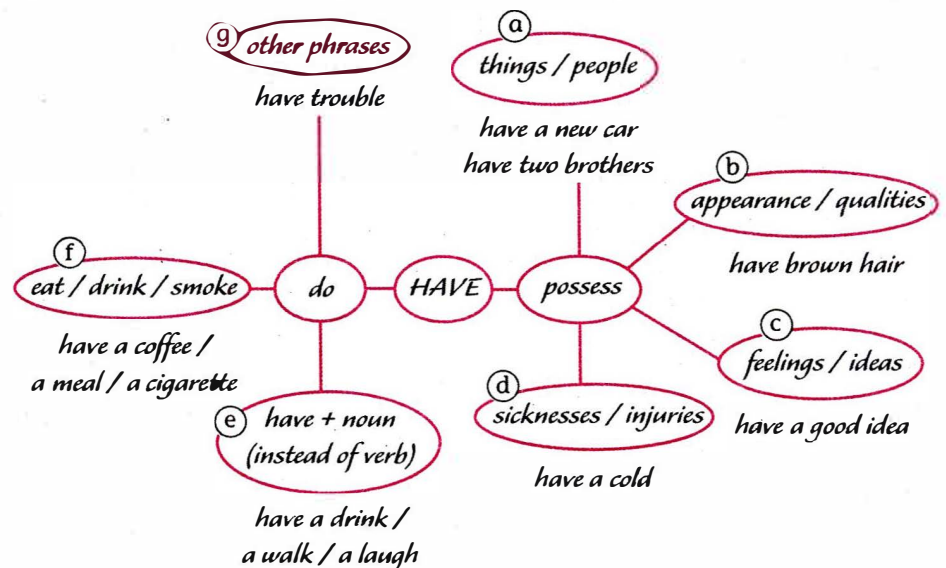 g
other phrases
have trouble
a
things / people
have a new car
have two brothers
b
appearance / qualities
have brown hair
f
eat / drink / smoke
have a coffee /
a meal / a cigarette
do
HAVE
possess
c
feelings / ideas
have a good idea
d
sicknesses / injuries
have a cold
e
have + noun
(instead of verb)
have a drink /
a walk / a laugh